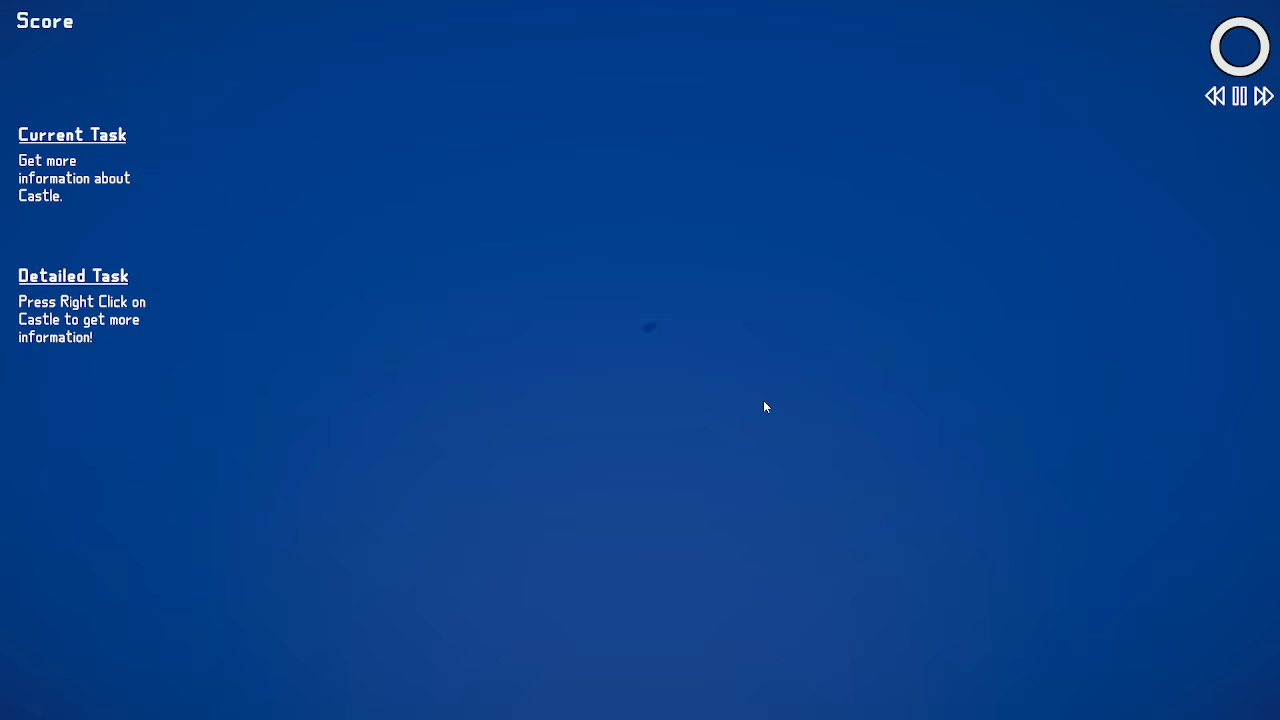 Score
Current Task
Get more
information about
Castle.
Detailed Task
Press Right Click on
Castle to get more
information!